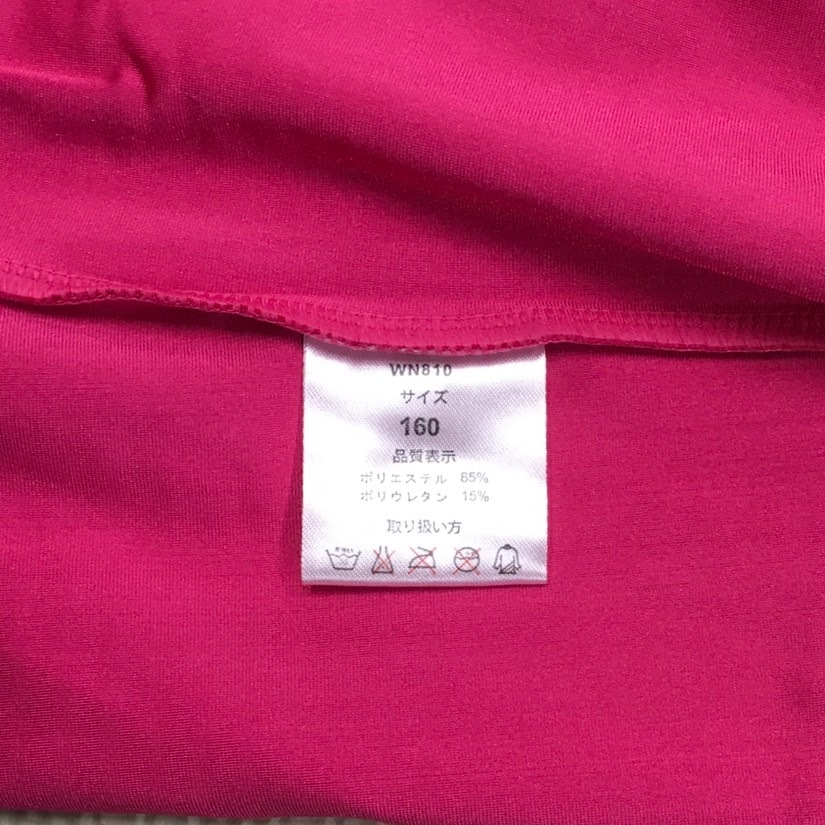 WN810
サイズ
160
品質表示
ポリエステル 85%
ポリウレタン 15%
取り扱い方